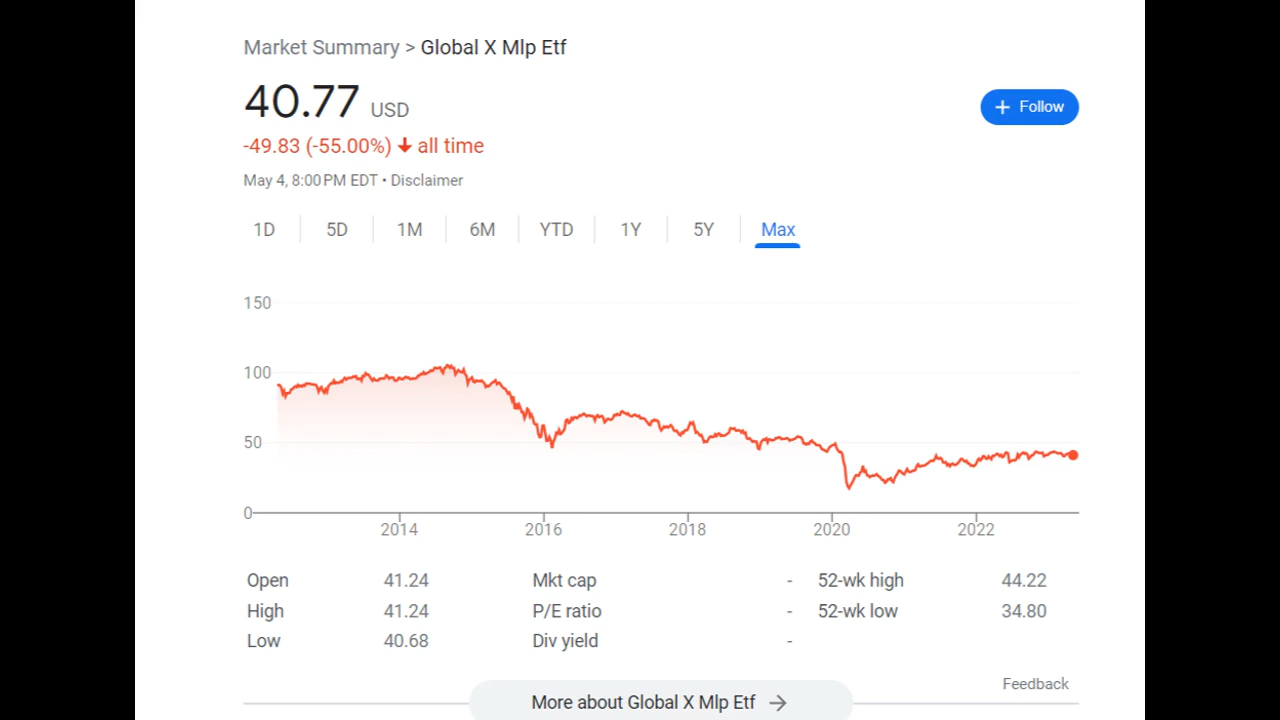 Market Summary > Global X Mlp Etf
40.77 USD
+ Follow
-49.83 (-55.00%) ↓ all time
May 4, 8:00 PM EDT • Disclaimer
1D 5D 1M 6M YTD 1Y 5Y Max
150
100
50
0
2014 2016 2018 2020 2022
Open 41.24 Mkt cap - 52-wk high 44.22
High 41.24 P/E ratio - 52-wk low 34.80
Low 40.68 Div yield -
Feedback
More about Global X Mlp Etf →